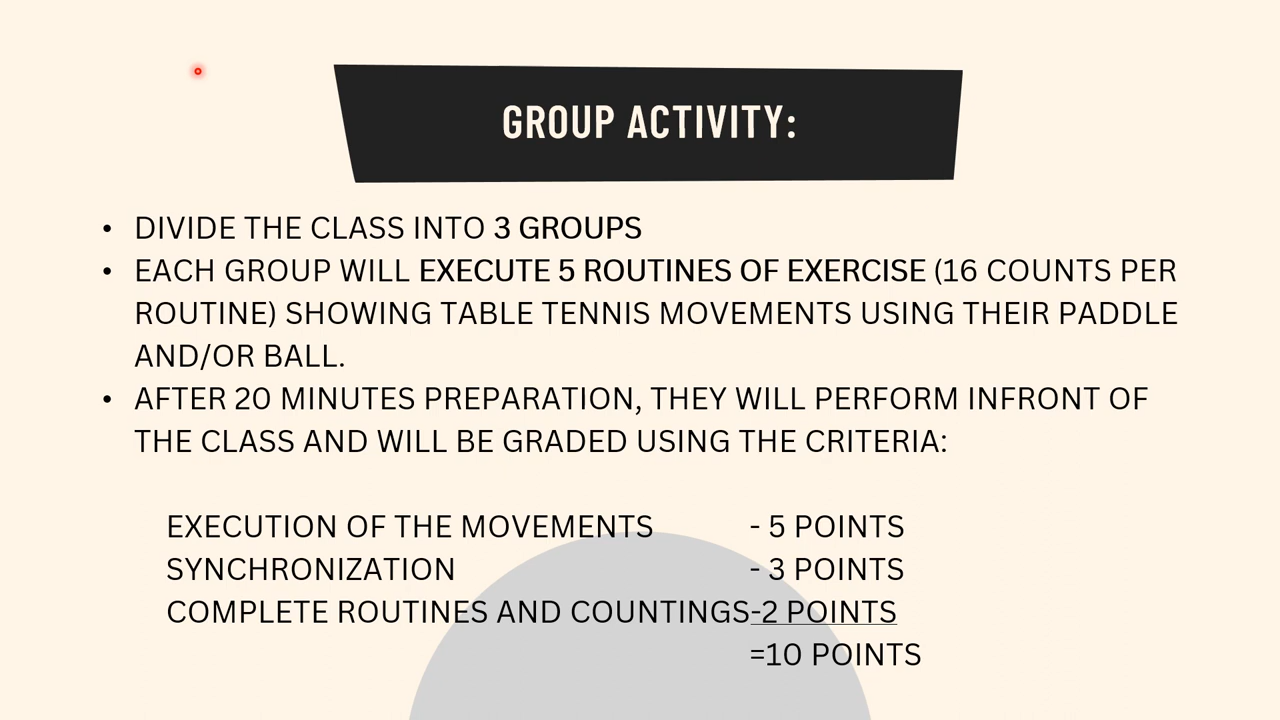 GROUP ACTIVITY:
• DIVIDE THE CLASS INTO 3 GROUPS
• EACH GROUP WILL EXECUTE 5 ROUTINES OF EXERCISE (16 COUNTS PER
ROUTINE) SHOWING TABLE TENNIS MOVEMENTS USING THEIR PADDLE
AND/OR BALL.
• AFTER 20 MINUTES PREPARATION, THEY WILL PERFORM INFRONT OF
THE CLASS AND WILL BE GRADED USING THE CRITERIA:
EXECUTION OF THE MOVEMENTS - 5 POINTS
SYNCHRONIZATION - 3 POINTS
COMPLETE ROUTINES AND COUNTINGS-2 POINTS
=10 POINTS